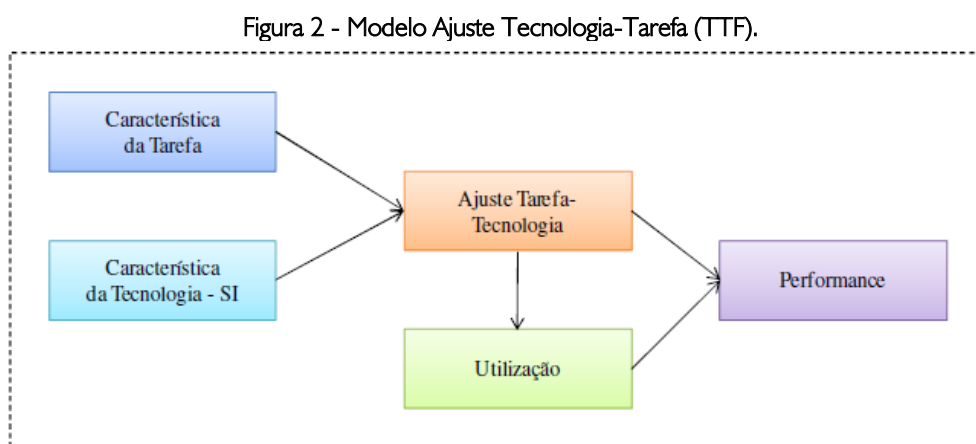 Figura 2 - Modelo Ajuste Tecnologia-Tarefa (TTF).
Característica
da Tarefa
Característica
da Tecnologia - SI
Ajuste Tarefa-
Tecnologia
Utilização
Performance